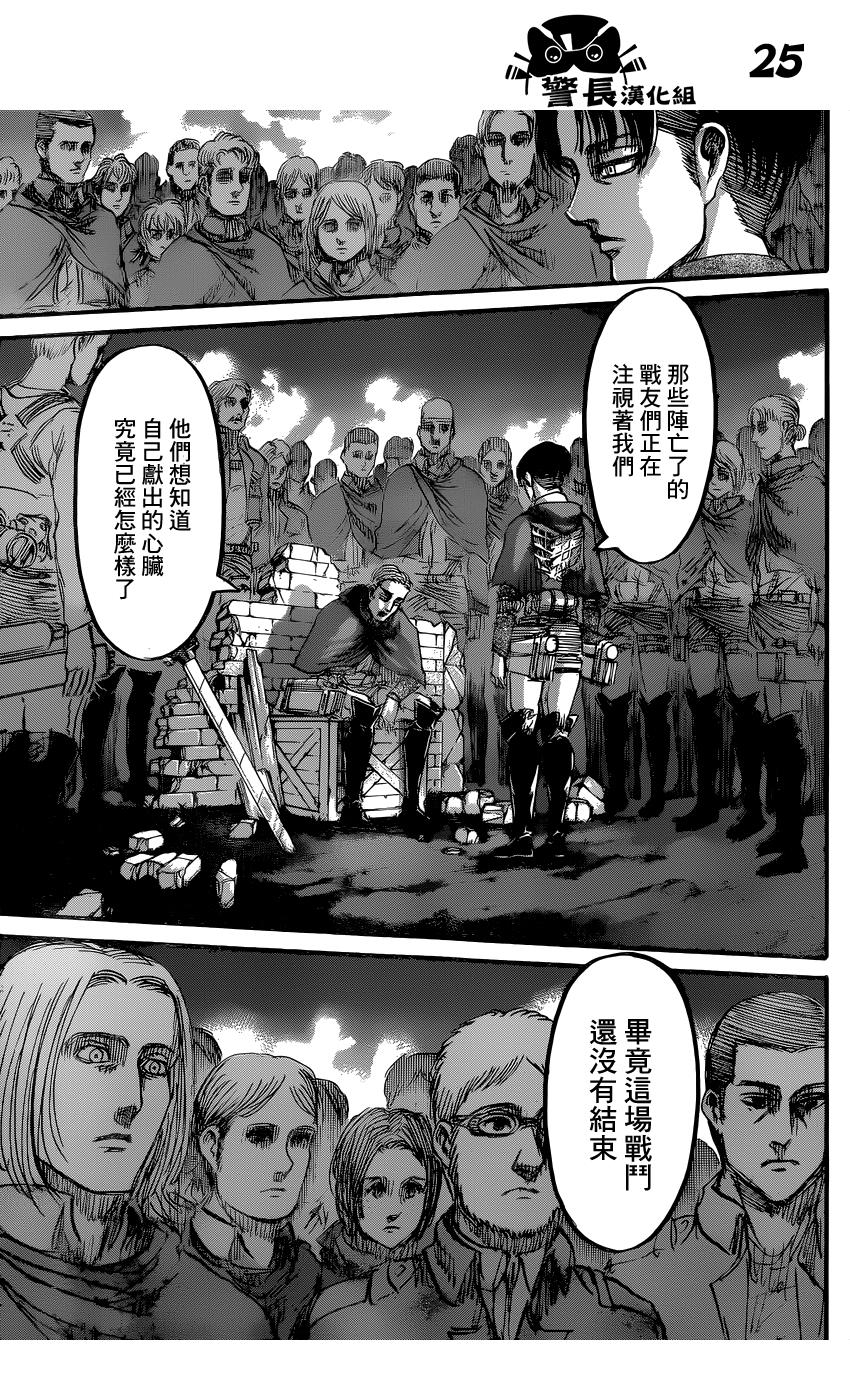 警長漢化組
25
那些陣亡了的
戰友們正在
注視著我們
他們想知道
自己獻出的心臟
究竟已經怎麼樣了
畢竟這場戰鬥
還沒有結束